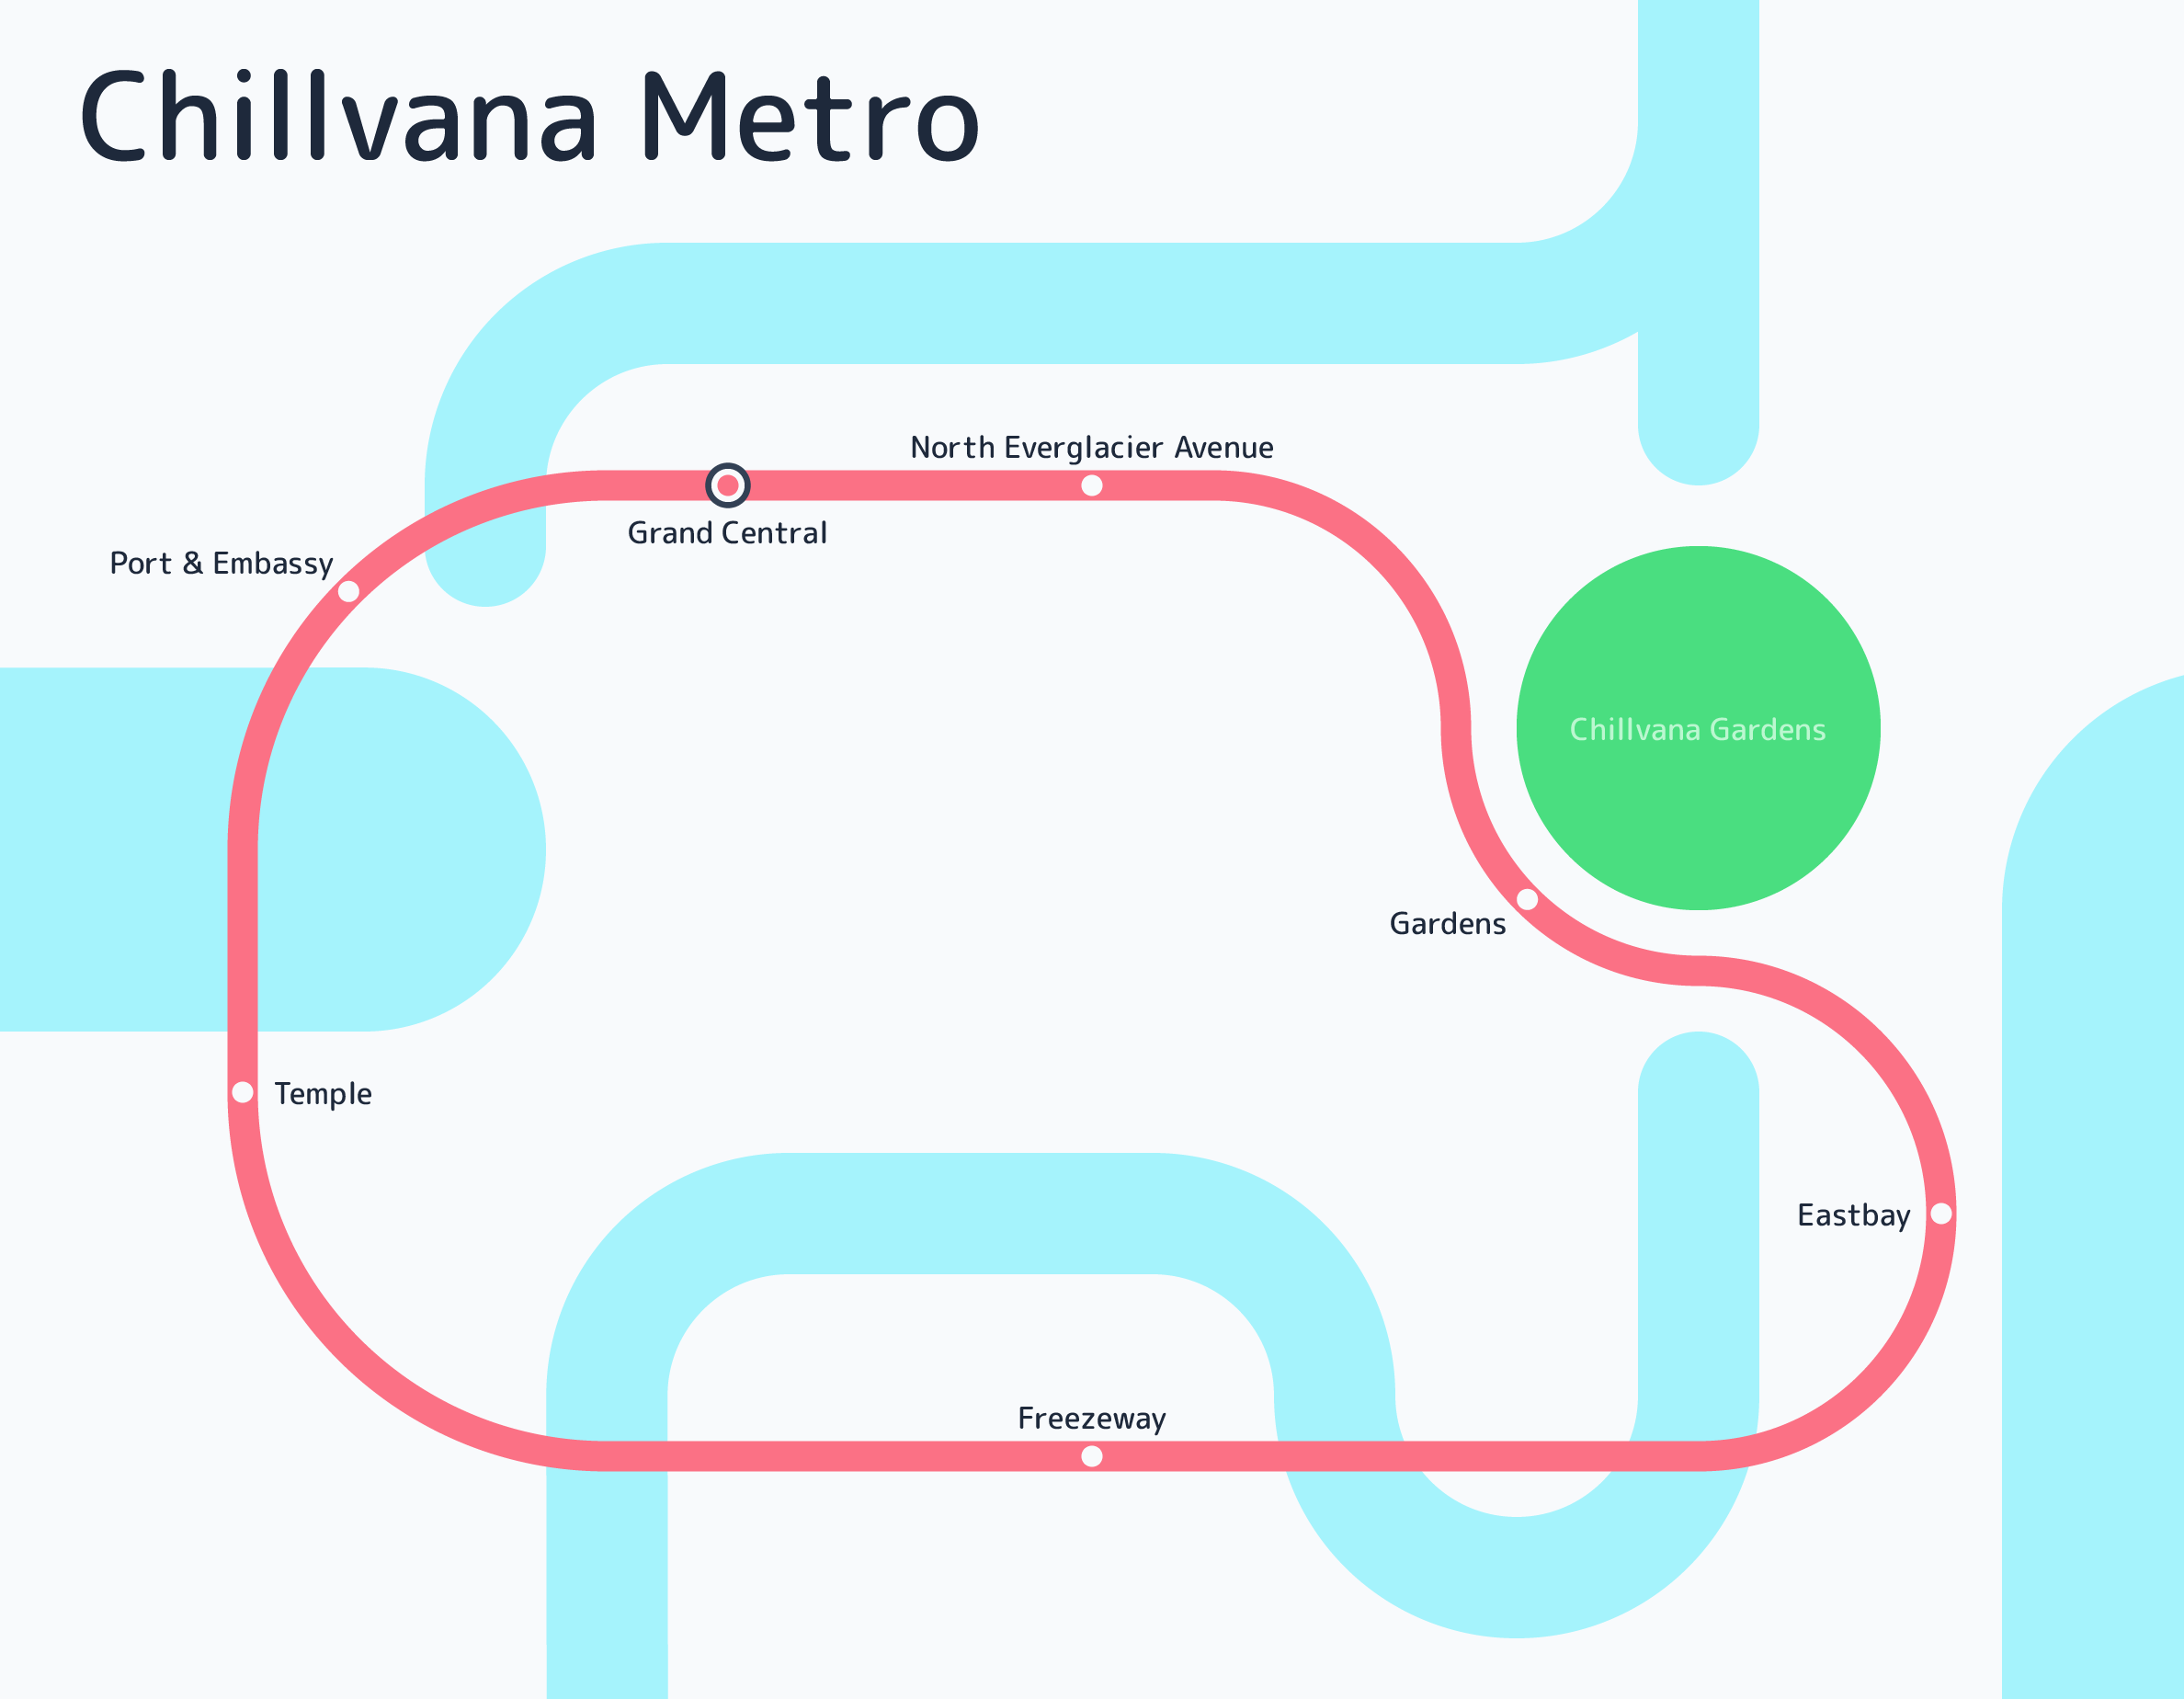 Chillvana Metro
North Everglacier Avenue
Grand Central
Port & Embassy
Chillvana Gardens
Gardens
Temple
Eastbay
Freezeway